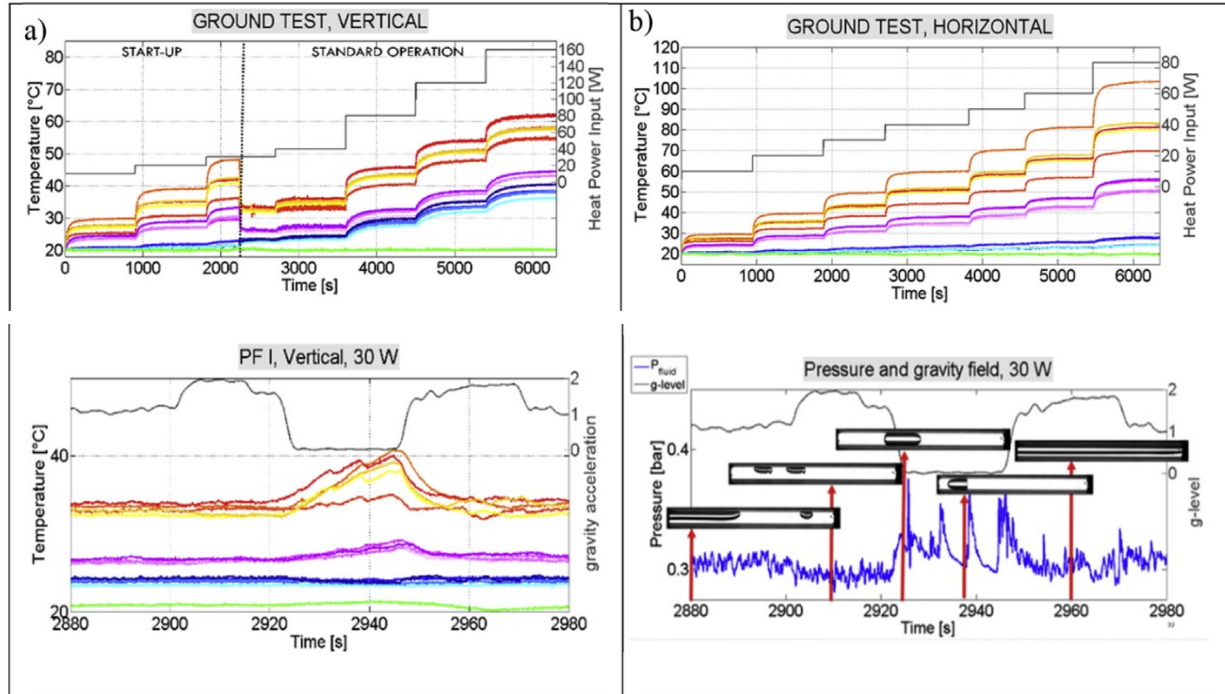 a)
GROUND TEST, VERTICAL
START-UP
STANDARD OPERATION
Temperature [°C]
80
70
60
50
40
30
20
160
140
120
100
80
60
40
20
0
Heat Power Input [W]
0 1000 2000 3000 4000 5000 6000
Time [s]
b)
GROUND TEST, HORIZONTAL
Temperature [°C]
120
110
100
90
80
70
60
50
40
30
20
80
60
40
20
0
Heat Power Input [W]
0 1000 2000 3000 4000 5000 6000
Time [s]
PF I, Vertical, 30 W
Temperature [°C]
40
20
2
1
0
gravity acceleration
2880 2900 2920 2940 2960 2980
Time [s]
P fluid
g-level
Pressure and gravity field, 30 W
Pressure [bar]
0.4
0.3
2
1
0
g-level
2880 2900 2920 2940 2960 2980
Time [s]